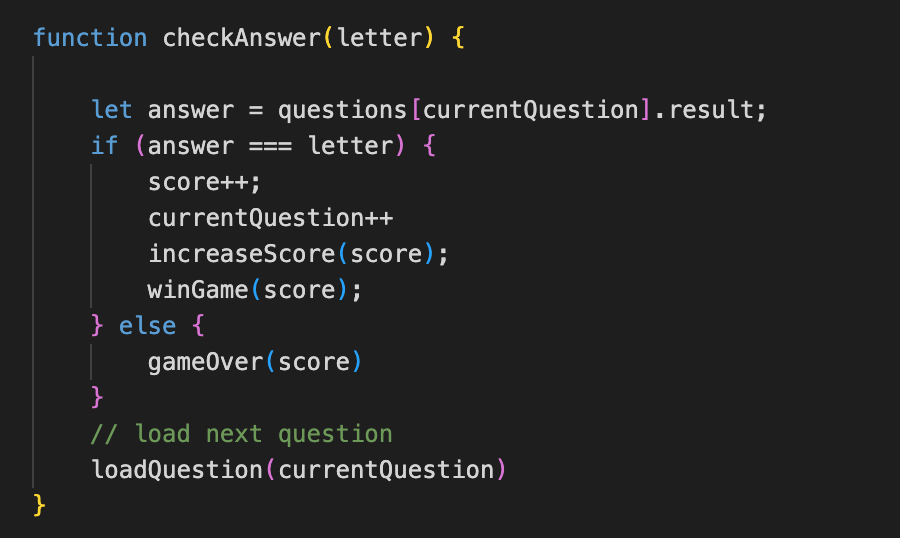 function checkAnswer(letter) {
let answer = questions[currentQuestion].result;
if (answer === letter) {
score++;
currentQuestion++
increaseScore(score);
winGame(score);
} else {
gameOver(score)
}
// load next question
loadQuestion(currentQuestion)
}